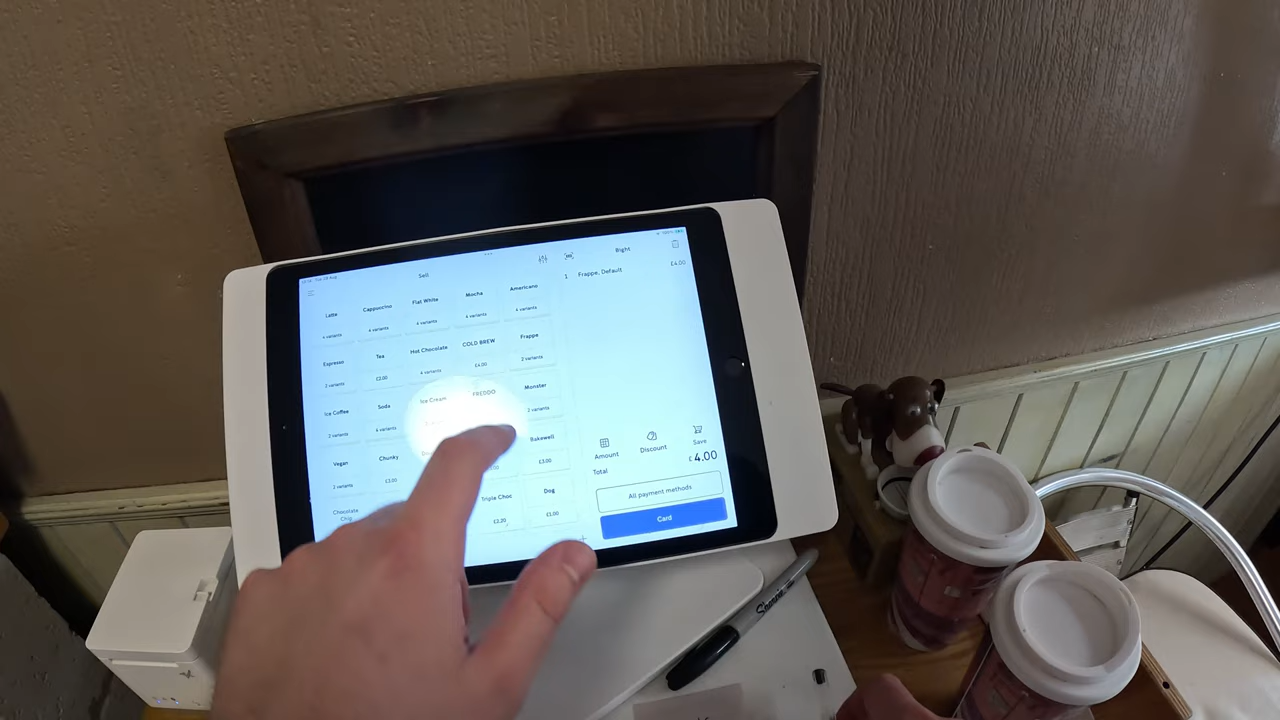 Sell
Right
Latte
4 variants
Cappuccino
4 variants
Flat White
4 variants
Mocha
4 variants
Americano
4 variants
1 Frappe, Default £4.00
Espresso
2 variants
Tea
£2.00
Hot Chocolate
4 variants
COLD BREW
£4.00
Frappe
2 variants
Ice Coffee
2 variants
Soda
4 variants
Ice Cream
FREDDO
Monster
2 variants
Vegan
2 variants
Chunky
£3.00
Bakewell
£3.00
Chocolate
Chip
Triple Choc
Dog
£1.00
Amount
Discount
Save
Total £4.00
All payment methods
Card
Sharpie